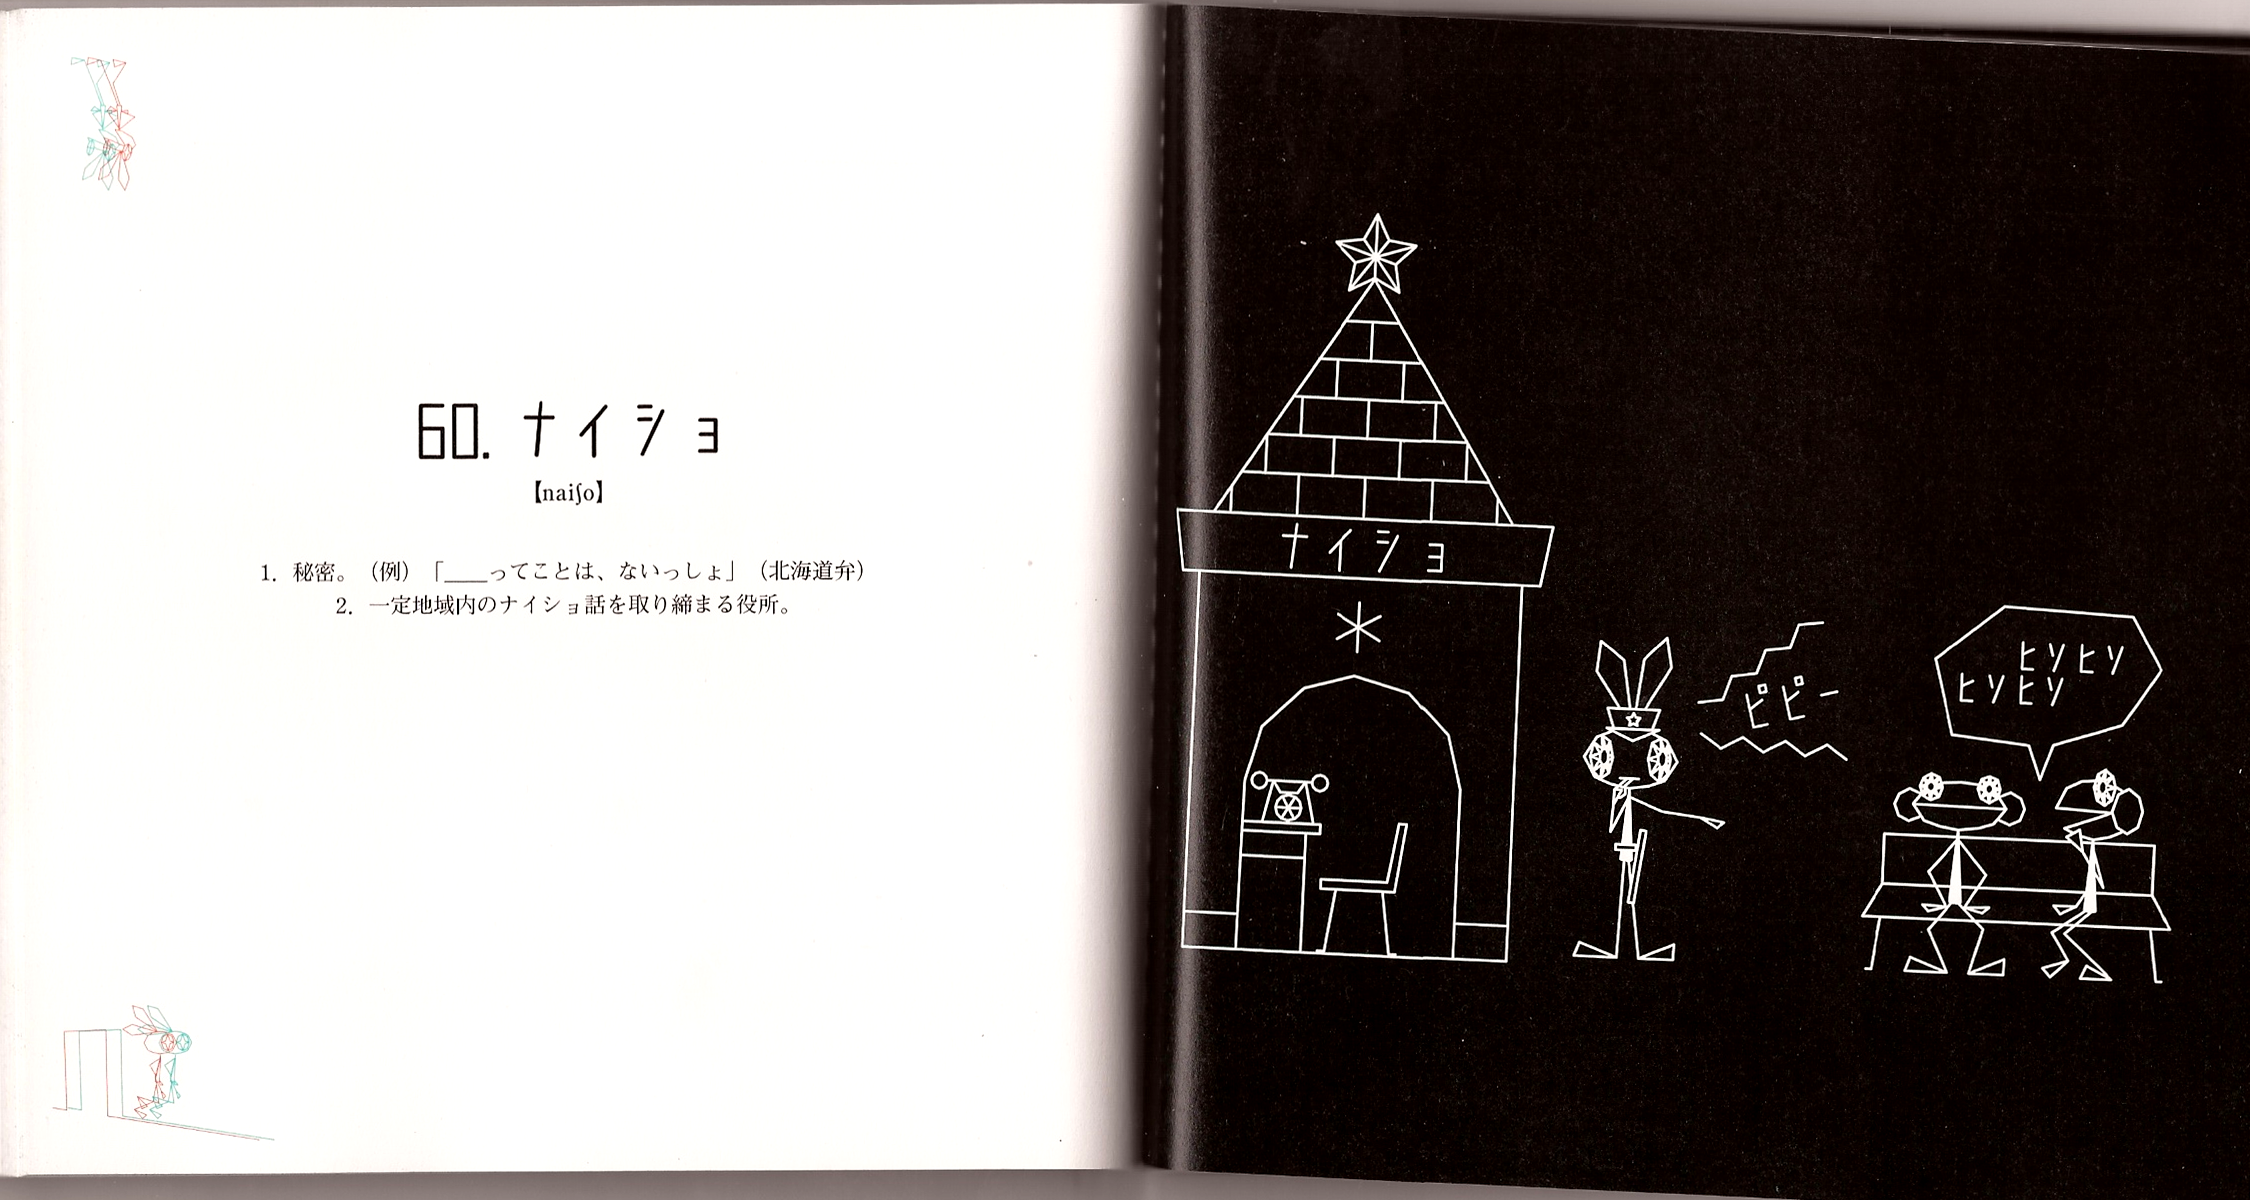 60. ナイショ
【naiʃo】
1. 秘密。（例）「＿＿ってことは、ないっしょ」（北海道弁）
2. 一定地域内のナイショ話を取り締まる役所。
ナイショ
ピピー
ヒソヒソ
ヒソヒソ